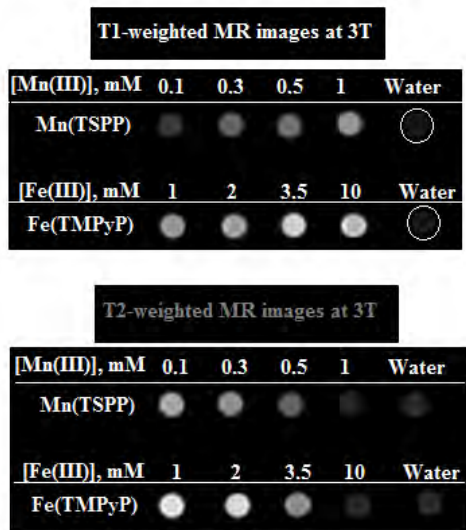 T1-weighted MR images at 3T
[Mn(III)], mM 0.1 0.3 0.5 1 Water
Mn(TSPP)
[Fe(III)], mM 1 2 3.5 10 Water
Fe(TMPyP)
T2-weighted MR images at 3T
[Mn(III)], mM 0.1 0.3 0.5 1 Water
Mn(TSPP)
[Fe(III)], mM 1 2 3.5 10 Water
Fe(TMPyP)